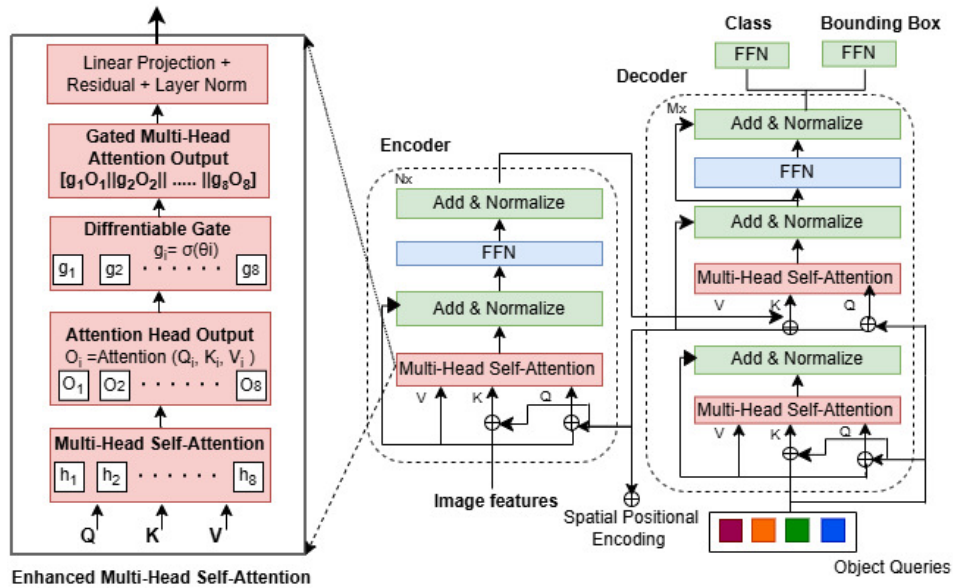 Linear Projection +
Residual + Layer Norm
Gated Multi-Head
Attention Output
[g₁O₁||g₂O₂|| ..... ||g₈O₈]
Diffrentiable Gate
gᵢ= σ(θi)
g₁ g₂ · · · · · · g₈
Attention Head Output
Oᵢ =Attention (Qᵢ, Kᵢ, Vᵢ )
O₁ O₂ · · · · · · O₈
Multi-Head Self-Attention
h₁ h₂ · · · · · · h₈
Q K V
Enhanced Multi-Head Self-Attention
Encoder
Nx
Add & Normalize
FFN
Add & Normalize
Multi-Head Self-Attention
V K Q
Image features
Spatial Positional
Encoding
Class
Bounding Box
FFN
FFN
Decoder
Mx
Add & Normalize
FFN
Add & Normalize
Multi-Head Self-Attention
V K Q
Add & Normalize
Multi-Head Self-Attention
V K Q
Object Queries